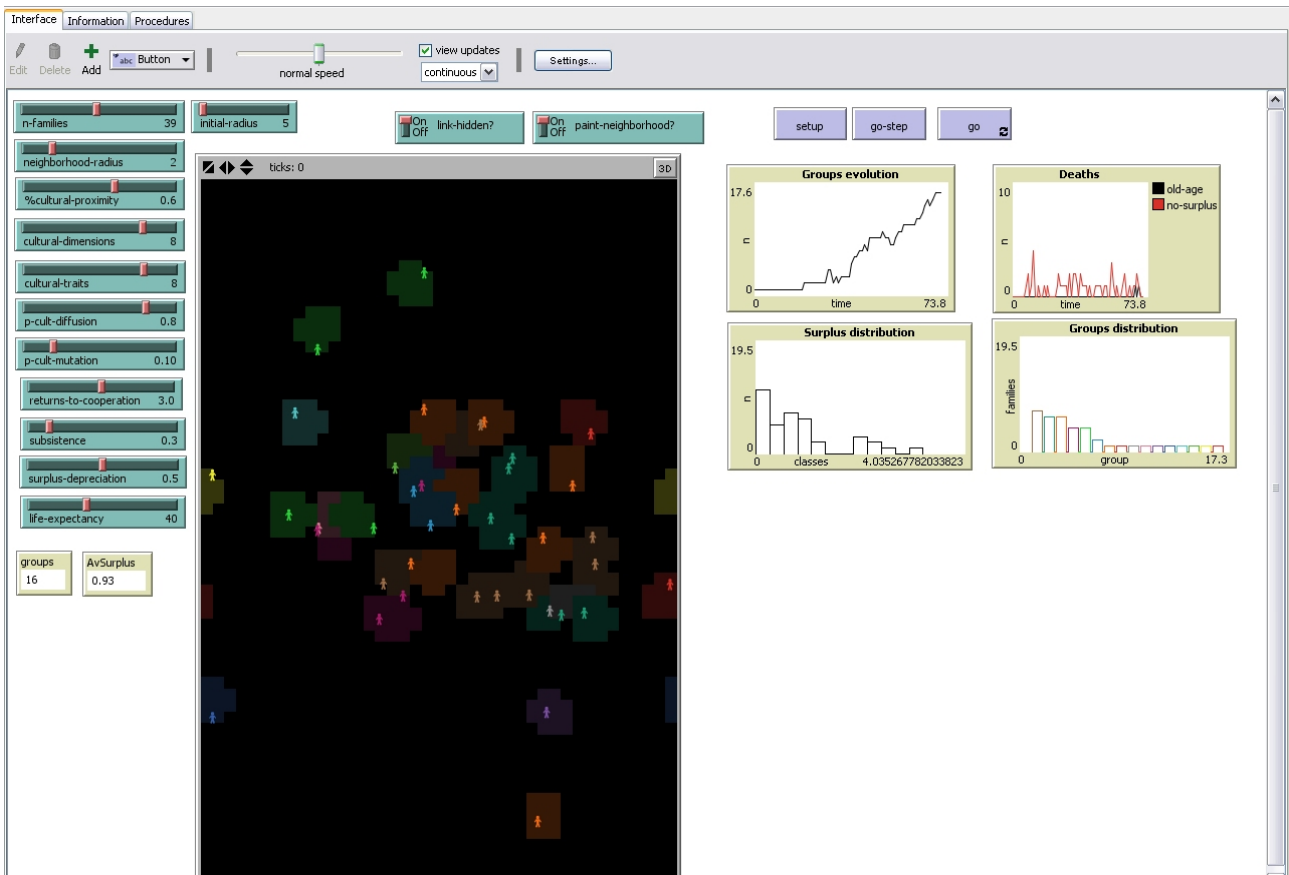 Interface Information Procedures
Edit Delete Add abc Button normal speed view updates continuous Settings...
n-families 39
initial-radius 5
On Off link-hidden?
On Off paint-neighborhood?
setup go-step go
neighborhood-radius 2
%cultural-proximity 0.6
cultural-dimensions 8
cultural-traits 8
p-cult-diffusion 0.8
p-cult-mutation 0.10
returns-to-cooperation 3.0
subsistence 0.3
surplus-depreciation 0.5
life-expectancy 40
groups 16
AvSurplus 0.93
ticks: 0 3D
Groups evolution
17.6
n
0
0 time 73.8
Deaths
10
n
0
0 time 73.8
old-age
no-surplus
Surplus distribution
19.5
n
0
0 classes 4.0352677782033823
Groups distribution
19.5
families
0
0 group 17.3